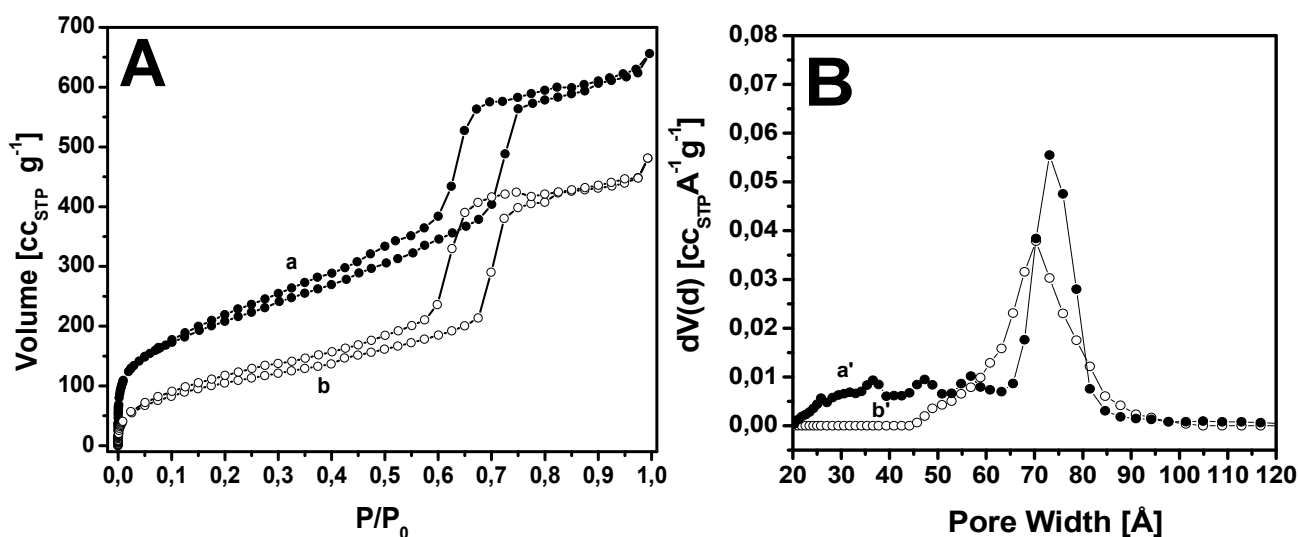 A
Volume [cc_STP g^-1]
700
600
500
400
300
200
100
0
a
b
0,0 0,1 0,2 0,3 0,4 0,5 0,6 0,7 0,8 0,9 1,0
P/P_0
B
dV(d) [cc_STP A^-1 g^-1]
0,08
0,07
0,06
0,05
0,04
0,03
0,02
0,01
0,00
a'
b'
20 30 40 50 60 70 80 90 100 110 120
Pore Width [Å]